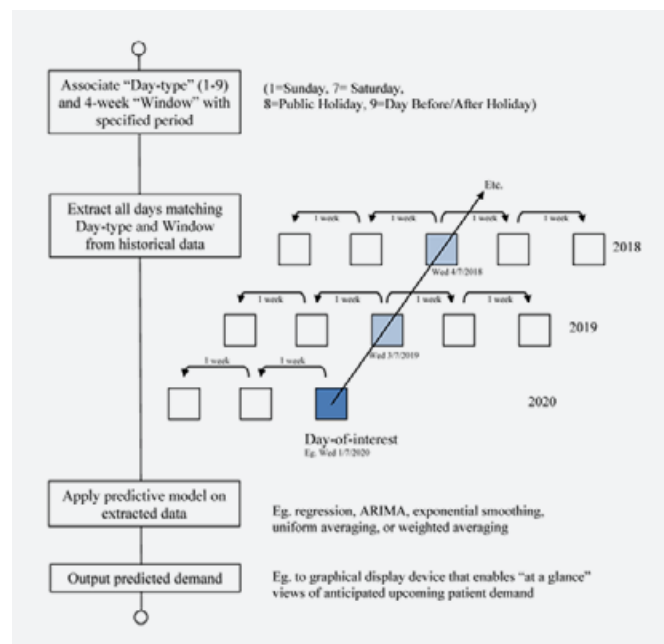 Associate “Day-type” (1-9)
and 4-week “Window” with
specified period
(1=Sunday, 7= Saturday,
8=Public Holiday, 9=Day Before/After Holiday)
Extract all days matching
Day-type and Window
from historical data
Etc.
1 week
1 week
1 week
1 week
2018
Wed 4/7/2018
1 week
1 week
1 week
1 week
2019
Wed 3/7/2019
1 week
1 week
2020
Day-of-interest
Eg. Wed 1/7/2020
Apply predictive model on
extracted data
Eg. regression, ARIMA, exponential smoothing,
uniform averaging, or weighted averaging
Output predicted demand
Eg. to graphical display device that enables “at a glance”
views of anticipated upcoming patient demand